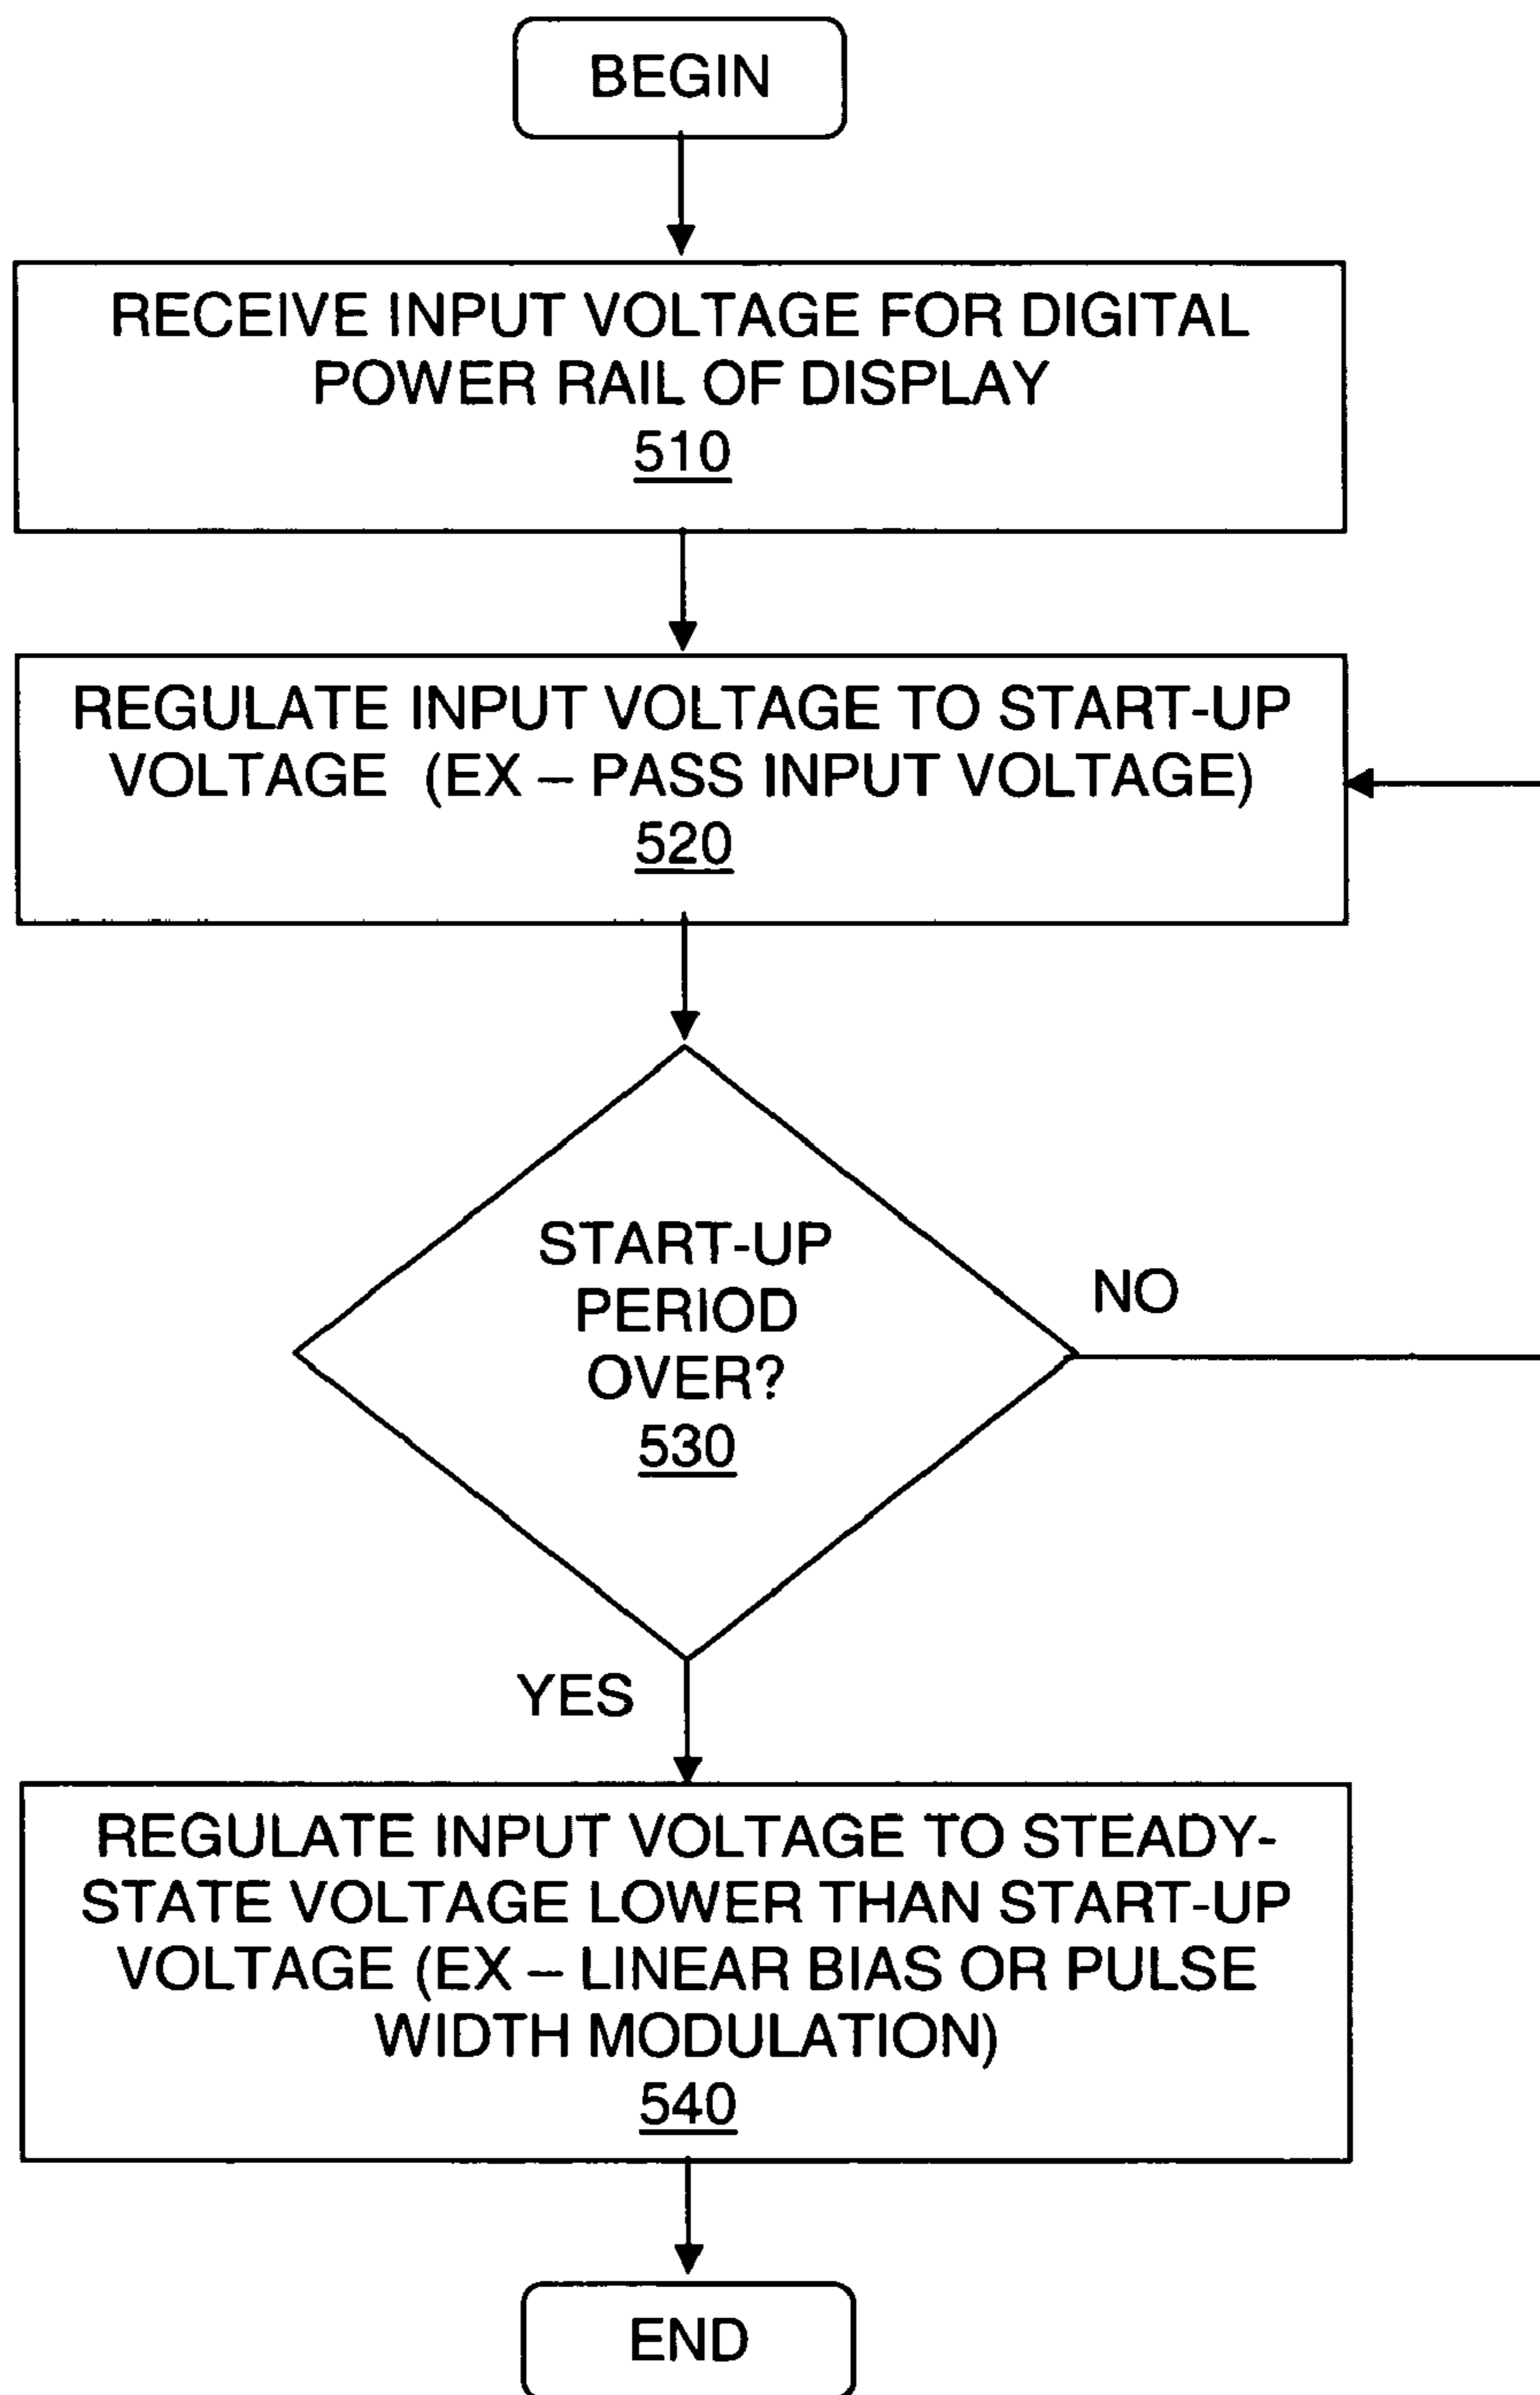 BEGIN
RECEIVE INPUT VOLTAGE FOR DIGITAL
POWER RAIL OF DISPLAY
510
REGULATE INPUT VOLTAGE TO START-UP
VOLTAGE (EX – PASS INPUT VOLTAGE)
520
START-UP
PERIOD
OVER?
530
NO
YES
REGULATE INPUT VOLTAGE TO STEADY-
STATE VOLTAGE LOWER THAN START-UP
VOLTAGE (EX – LINEAR BIAS OR PULSE
WIDTH MODULATION)
540
END